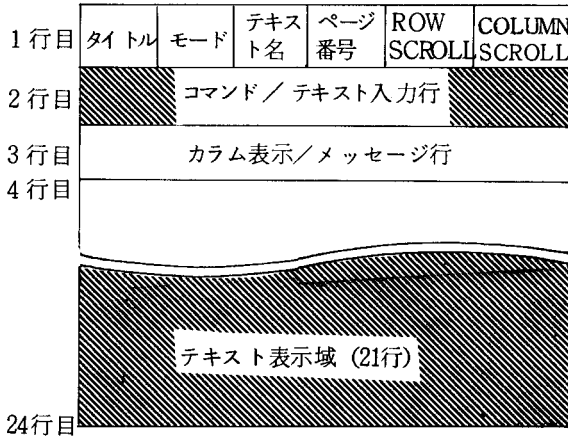 1行目 タイトル モード テキスト名 ページ番号 ROW SCROLL COLUMN SCROLL
2行目 コマンド/テキスト入力行
3行目 カラム表示/メッセージ行
4行目
テキスト表示域 (21行)
24行目